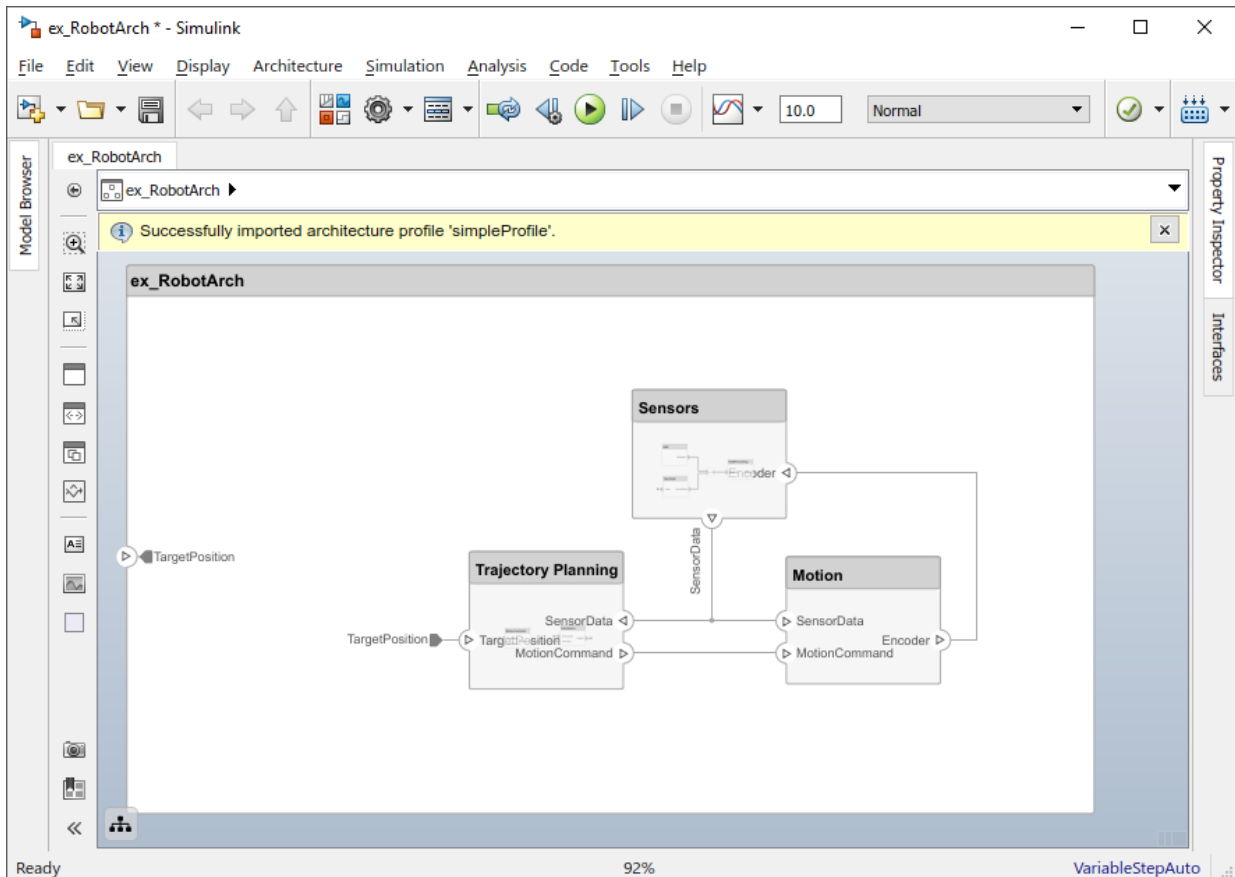 ex_RobotArch * - Simulink
File Edit View Display Architecture Simulation Analysis Code Tools Help
10.0 Normal
Model Browser
ex_RobotArch
ex_RobotArch
Successfully imported architecture profile 'simpleProfile'.
Property Inspector
Interfaces
ex_RobotArch
Sensors
Encoder
SensorData
TargetPosition
Trajectory Planning
SensorData
TargetPosition
TargetPosition
MotionCommand
Motion
SensorData
Encoder
MotionCommand
Ready 92% VariableStepAuto